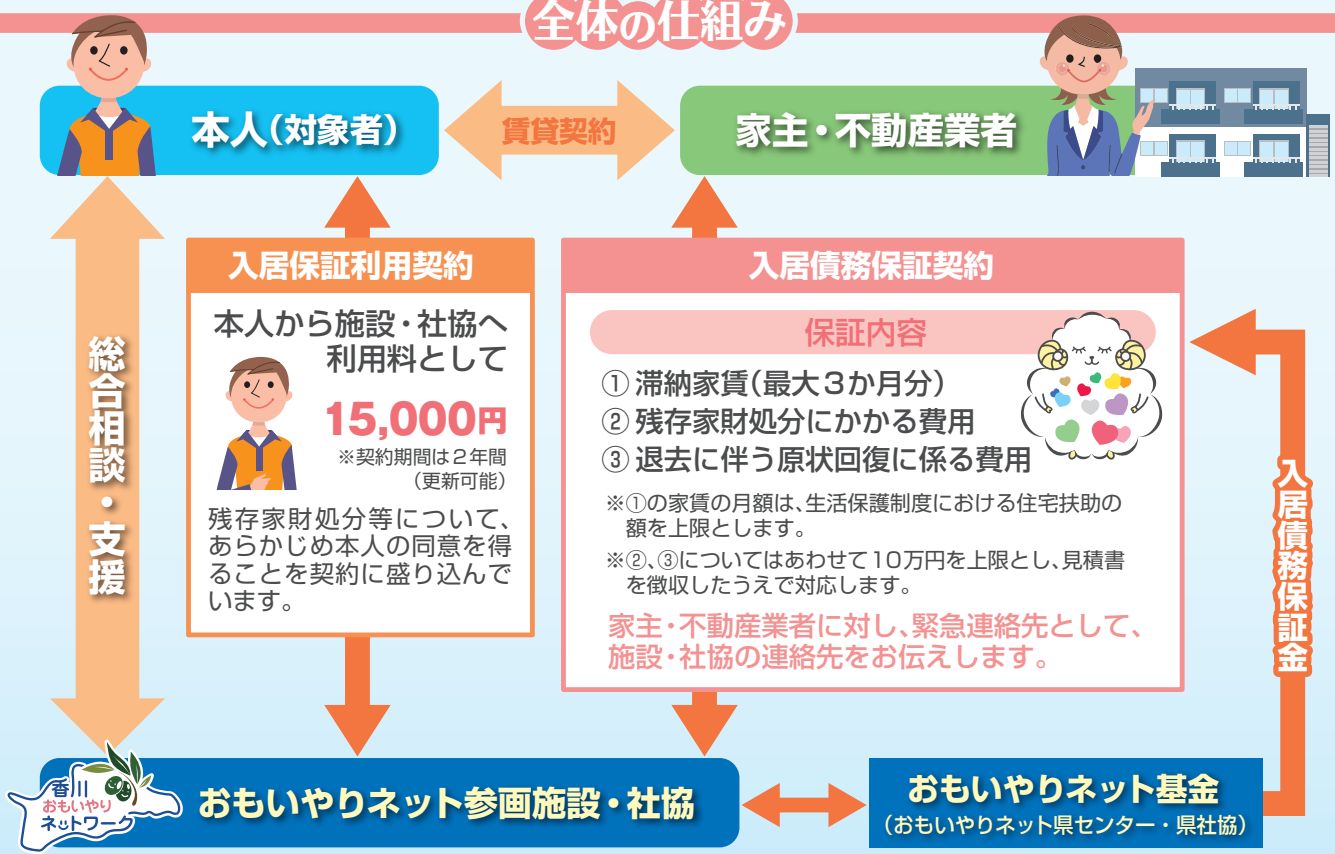 全体の仕組み
本人(対象者)
賃貸契約
家主・不動産業者
総合相談・支援
入居保証利用契約
本人から施設・社協へ
利用料として
15,000円
※契約期間は2年間
(更新可能)
残存家財処分等について、
あらかじめ本人の同意を得
ることを契約に盛り込んで
います。
入居債務保証契約
保証内容
① 滞納家賃(最大3か月分)
② 残存家財処分にかかる費用
③ 退去に伴う原状回復に係る費用
※①の家賃の月額は、生活保護制度における住宅扶助の
額を上限とします。
※②、③についてはあわせて10万円を上限とし、見積書
を徴収したうえで対応します。
家主・不動産業者に対し、緊急連絡先として、
施設・社協の連絡先をお伝えします。
入居債務保証金
香川
おもいやり
ネットワーク
おもいやりネット参画施設・社協
おもいやりネット基金
(おもいやりネット県センター・県社協)